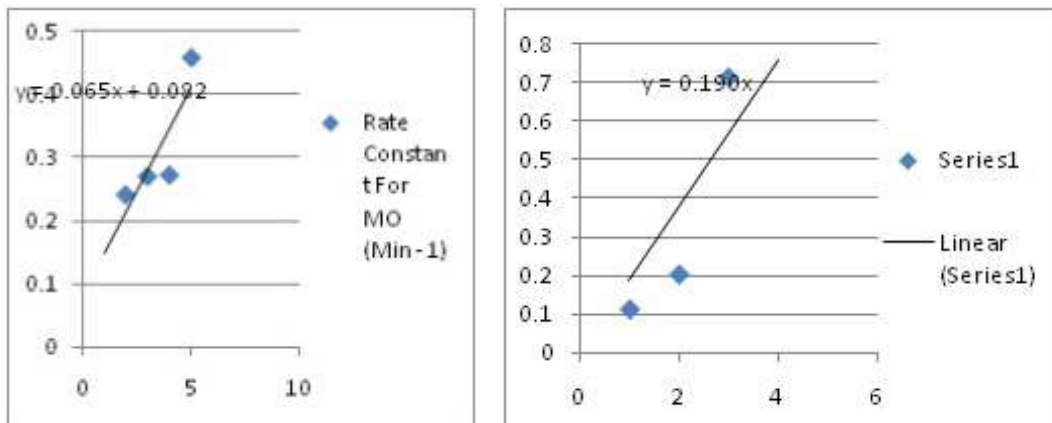 0.5
y = 0.065x + 0.082
0.4
0.3
0.2
0.1
0
0 5 10
Rate
Constan
t For
MO
(Min-1)
0.8
0.7
0.6
0.5
0.4
0.3
0.2
0.1
0
0 2 4 6
y = 0.190x
Series1
Linear
(Series1)